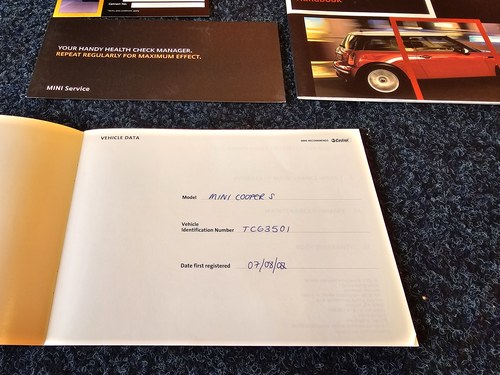 Handbook
YOUR HANDY HEALTH CHECK MANAGER.
REPEAT REGULARLY FOR MAXIMUM EFFECT.
MINI Service
VEHICLE DATA
Model MINI COOPER S
Vehicle
Identification Number TC63501
Date first registered 07/08/02